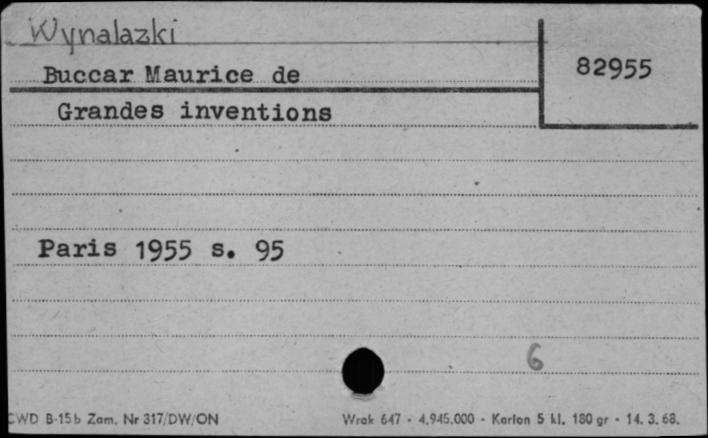 Wynalazki
82955
Buccar Maurice de
Grandes inventions
Paris 1955 s. 95
6
CWD B-15b Zam. Nr 317/DW/ON
Wrak 647 - 4.945.000 - Karton 5 kl. 180 gr - 14. 3. 68.